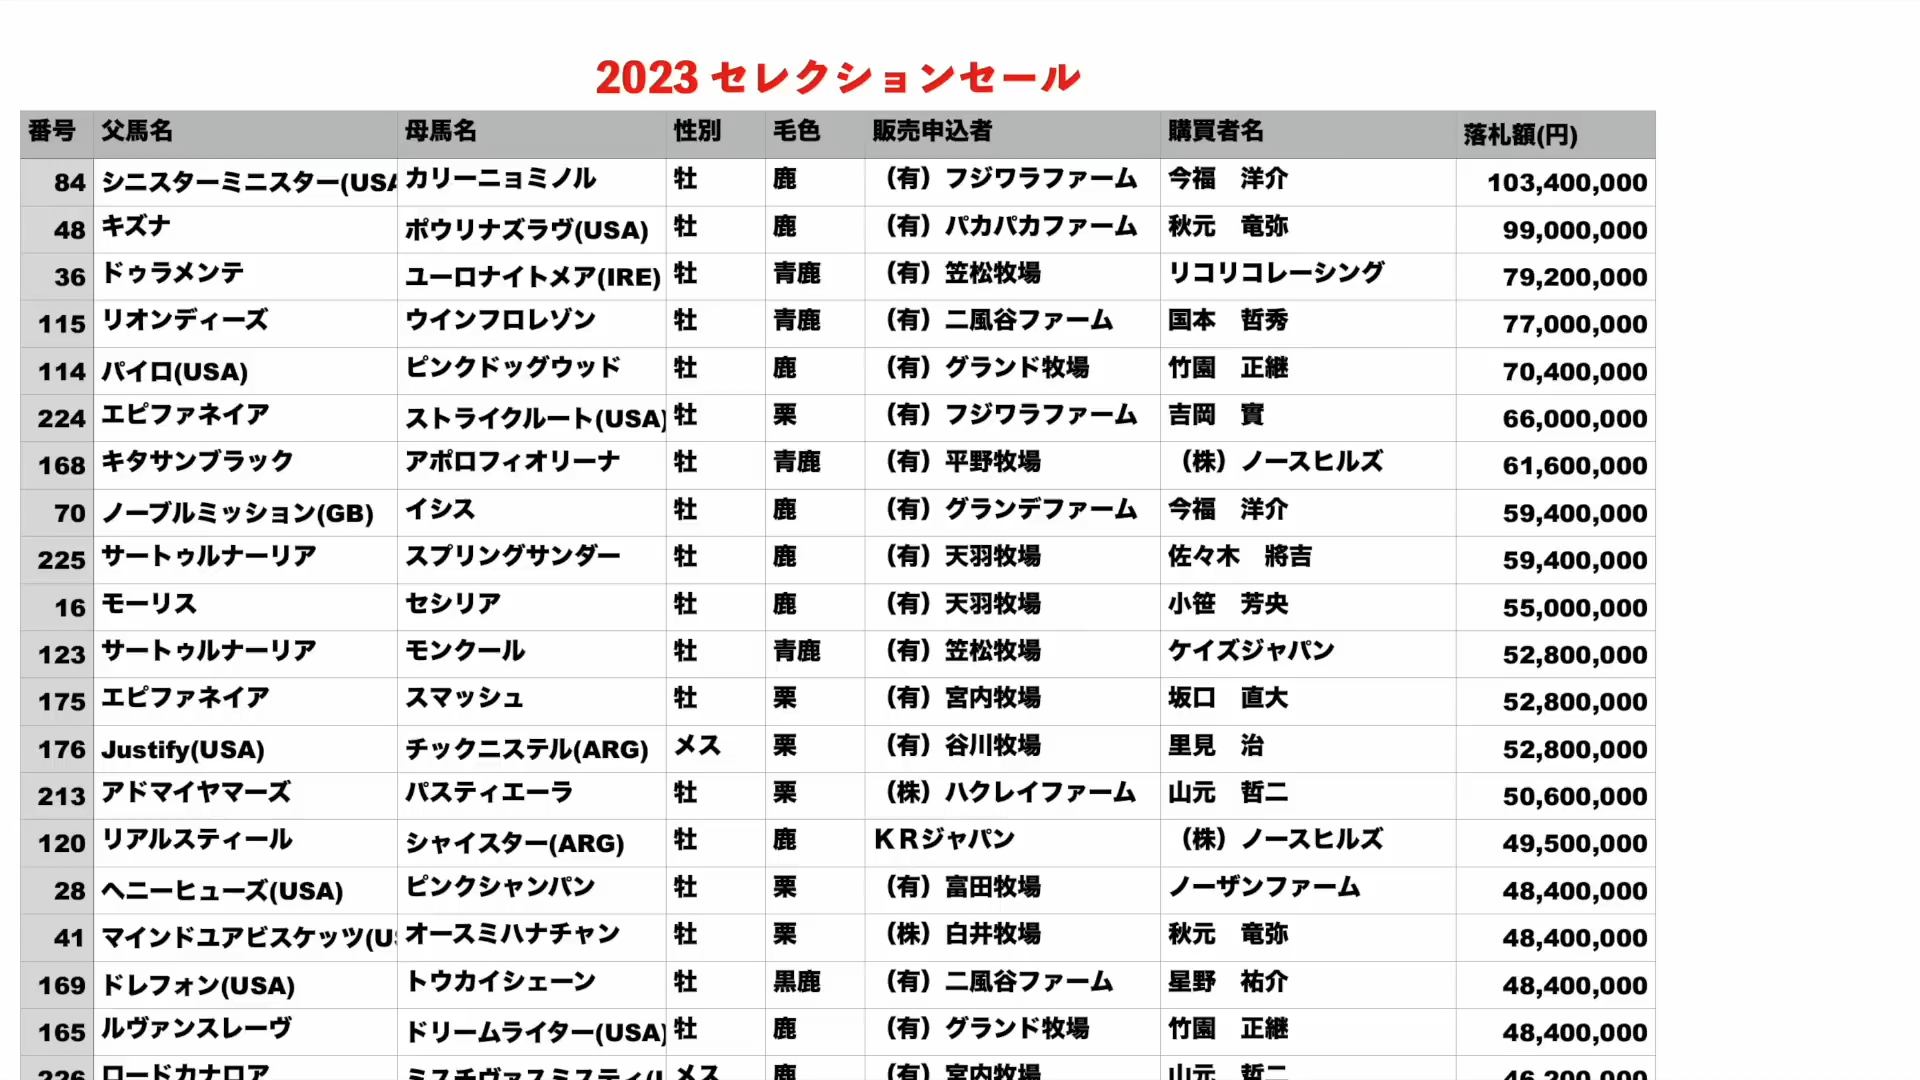 2023 セレクションセール
番号 父馬名 母馬名 性別 毛色 販売申込者 購買者名 落札額(円)
84 シニスターミニスター(USA カリーニョミノル 牡 鹿 （有）フジワラファーム 今福　洋介 103,400,000
48 キズナ ポウリナズラヴ(USA) 牡 鹿 （有）パカパカファーム 秋元　竜弥 99,000,000
36 ドゥラメンテ ユーロナイトメア(IRE) 牡 青鹿 （有）笠松牧場 リコリコレーシング 79,200,000
115 リオンディーズ ウインフロレゾン 牡 青鹿 （有）二風谷ファーム 国本　哲秀 77,000,000
114 パイロ(USA) ピンクドッグウッド 牡 鹿 （有）グランド牧場 竹園　正継 70,400,000
224 エピファネイア ストライクルート(USA) 牡 栗 （有）フジワラファーム 吉岡　實 66,000,000
168 キタサンブラック アポロフィオリーナ 牡 青鹿 （有）平野牧場 （株）ノースヒルズ 61,600,000
70 ノーブルミッション(GB) イシス 牡 鹿 （有）グランデファーム 今福　洋介 59,400,000
225 サートゥルナーリア スプリングサンダー 牡 鹿 （有）天羽牧場 佐々木　將吉 59,400,000
16 モーリス セシリア 牡 鹿 （有）天羽牧場 小笹　芳央 55,000,000
123 サートゥルナーリア モンクール 牡 青鹿 （有）笠松牧場 ケイズジャパン 52,800,000
175 エピファネイア スマッシュ 牡 栗 （有）宮内牧場 坂口　直大 52,800,000
176 Justify(USA) チックニステル(ARG) メス 栗 （有）谷川牧場 里見　治 52,800,000
213 アドマイヤマーズ パスティエーラ 牡 栗 （株）ハクレイファーム 山元　哲二 50,600,000
120 リアルスティール シャイスター(ARG) 牡 鹿 ＫＲジャパン （株）ノースヒルズ 49,500,000
28 ヘニーヒューズ(USA) ピンクシャンパン 牡 栗 （有）富田牧場 ノーザンファーム 48,400,000
41 マインドユアビスケッツ(US オースミハナチャン 牡 栗 （株）白井牧場 秋元　竜弥 48,400,000
169 ドレフォン(USA) トウカイシェーン 牡 黒鹿 （有）二風谷ファーム 星野　祐介 48,400,000
165 ルヴァンスレーヴ ドリームライター(USA) 牡 鹿 （有）グランド牧場 竹園　正継 48,400,000
226 ロードカナロア ミスチヴァスミスティ(U メス 鹿 （有）宮内牧場 山元　哲二 46,200,000